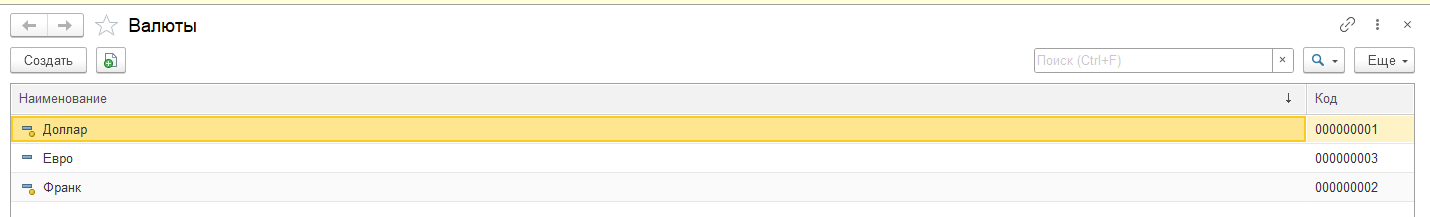 Валюты
Создать
Поиск (Ctrl+F)
Еще
Наименование
Код
Доллар
000000001
Евро
000000003
Франк
000000002